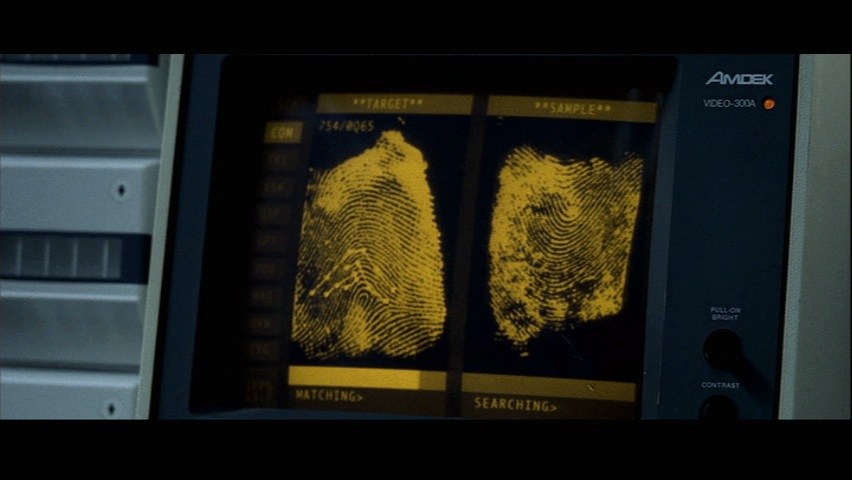 AMDEK
VIDEO-300A
**TARGET**
**SAMPLE**
754/0Q65
COM
MATCHING>
SEARCHING>
PULL-ON
BRIGHT
CONTRAST